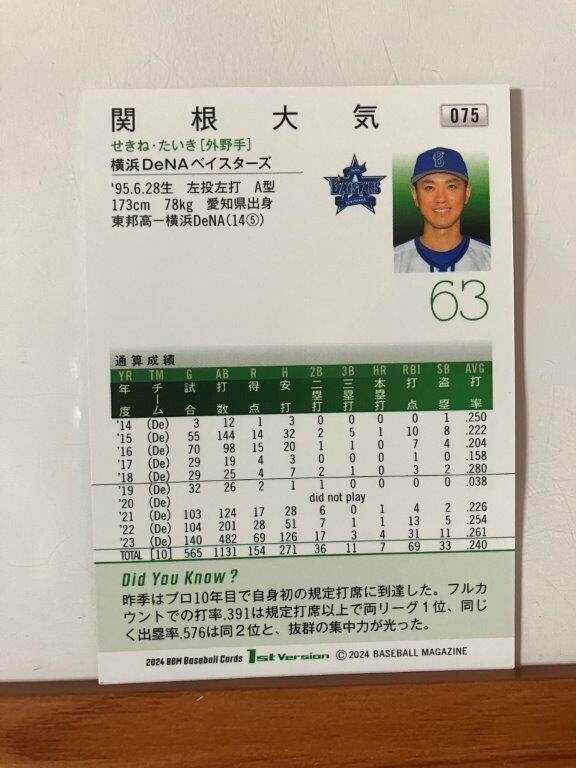 関根大気
075
せきね・たいき[外野手]
横浜DeNAベイスターズ
'95.6.28生 左投左打 A型
173cm 78kg 愛知県出身
東邦高ー横浜DeNA(14⑤)
BAYSTARS
63
通算成績
YR TM G AB R H 2B 3B HR RBI SB AVG
年度 チーム 試合 打数 得点 安打 二塁打 三塁打 本塁打 打点 盗塁 打率
'14 (De) 3 12 1 3 0 0 0 0 1 .250
'15 (De) 55 144 14 32 2 5 1 10 8 .222
'16 (De) 70 98 15 20 1 1 0 7 4 .204
'17 (De) 29 19 4 3 0 0 0 1 0 .158
'18 (De) 29 25 4 7 2 1 0 3 2 .280
'19 (De) 32 26 2 1 1 0 0 0 0 .038
'20 (De) did not play
'21 (De) 103 124 17 28 6 0 1 4 2 .226
'22 (De) 104 201 28 51 7 1 1 13 5 .254
'23 (De) 140 482 69 126 17 3 4 31 11 .261
TOTAL [10] 565 1131 154 271 36 11 7 69 33 .240
Did You Know?
昨季はプロ10年目で自身初の規定打席に到達した。フル
カウントでの打率.391は規定打席以上で両リーグ1位、同じ
く出塁率.576は同2位と、抜群の集中力が光った。
2024 BBM Baseball Cards 1st Version ©2024 BASEBALL MAGAZINE